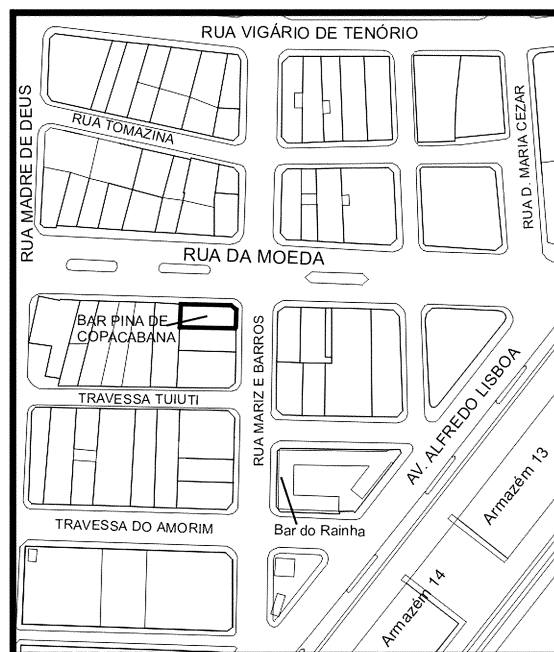 RUA VIGÁRIO DE TENÓRIO
RUA MADRE DE DEUS
RUA TOMAZINA
RUA D. MARIA CEZAR
RUA DA MOEDA
BAR PINA DE
COPACABANA
RUA MARIZ E BARROS
AV. ALFREDO LISBOA
TRAVESSA TUIUTI
Armazém 13
TRAVESSA DO AMORIM
Bar do Rainha
Armazém 14